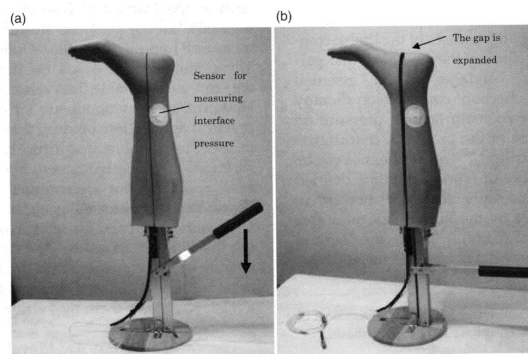 (a)
Sensor for
measuring
interface
pressure
(b)
The gap is
expanded